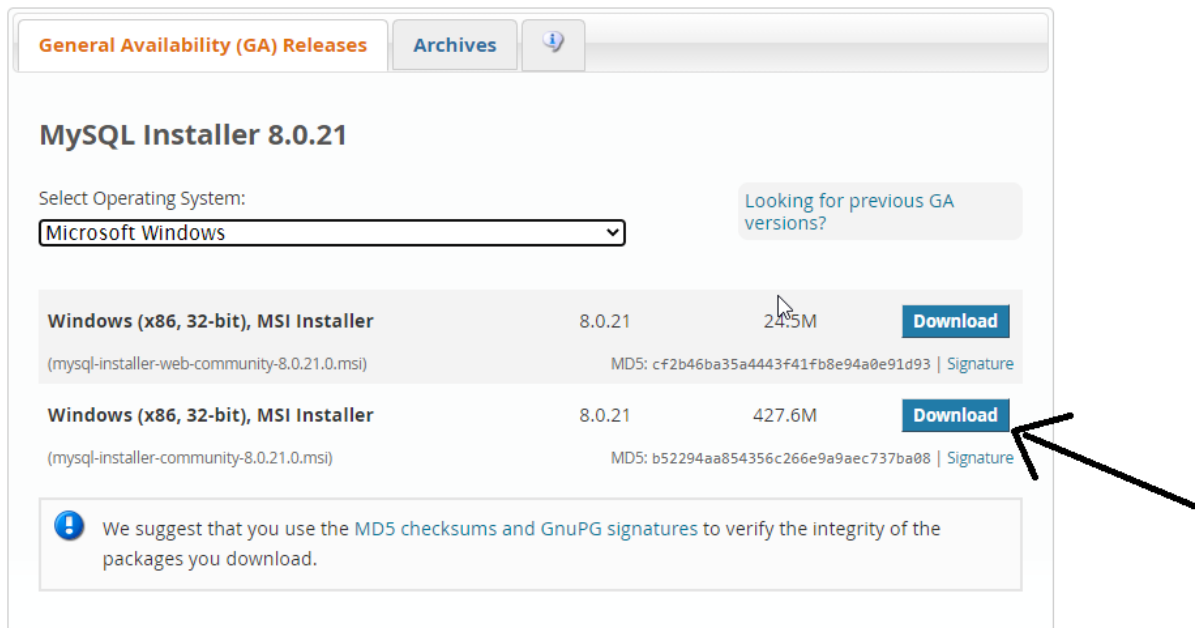 General Availability (GA) Releases
Archives
MySQL Installer 8.0.21
Select Operating System:
Looking for previous GA
versions?
Microsoft Windows
Windows (x86, 32-bit), MSI Installer 8.0.21 24.5M Download
(mysql-installer-web-community-8.0.21.0.msi) MD5: cf2b46ba35a4443f41fb8e94a0e91d93 | Signature
Windows (x86, 32-bit), MSI Installer 8.0.21 427.6M Download
(mysql-installer-community-8.0.21.0.msi) MD5: b52294aa854356c266e9a9aec737ba08 | Signature
We suggest that you use the MD5 checksums and GnuPG signatures to verify the integrity of the
packages you download.